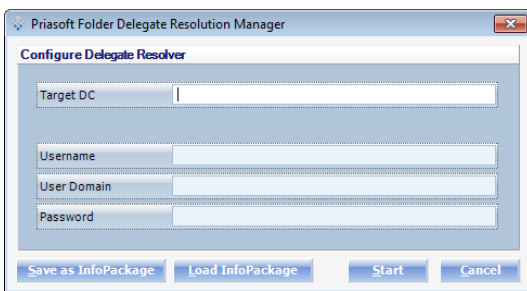 Priasoft Folder Delegate Resolution Manager
Configure Delegate Resolver
Target DC
Username
User Domain
Password
Save as InfoPackage Load InfoPackage Start Cancel